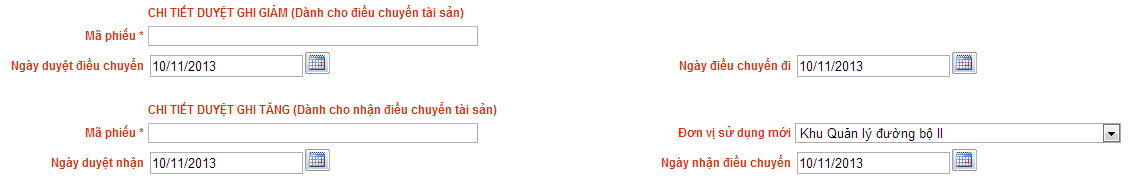 CHI TIẾT DUYỆT GHI GIẢM (Dành cho điều chuyển tài sản)
Mã phiếu *
Ngày duyệt điều chuyển 10/11/2013 Ngày điều chuyển đi 10/11/2013
CHI TIẾT DUYỆT GHI TĂNG (Dành cho nhận điều chuyển tài sản)
Mã phiếu * Đơn vị sử dụng mới Khu Quản lý đường bộ II
Ngày duyệt nhận 10/11/2013 Ngày nhận điều chuyển 10/11/2013